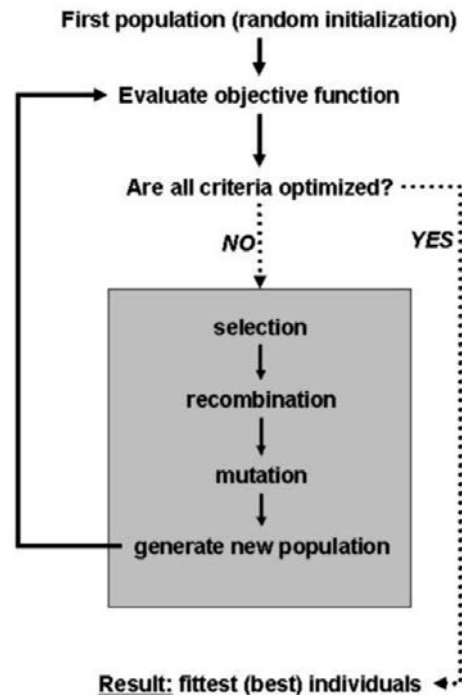 First population (random initialization)
Evaluate objective function
Are all criteria optimized?
NO
YES
selection
recombination
mutation
generate new population
Result: fittest (best) individuals